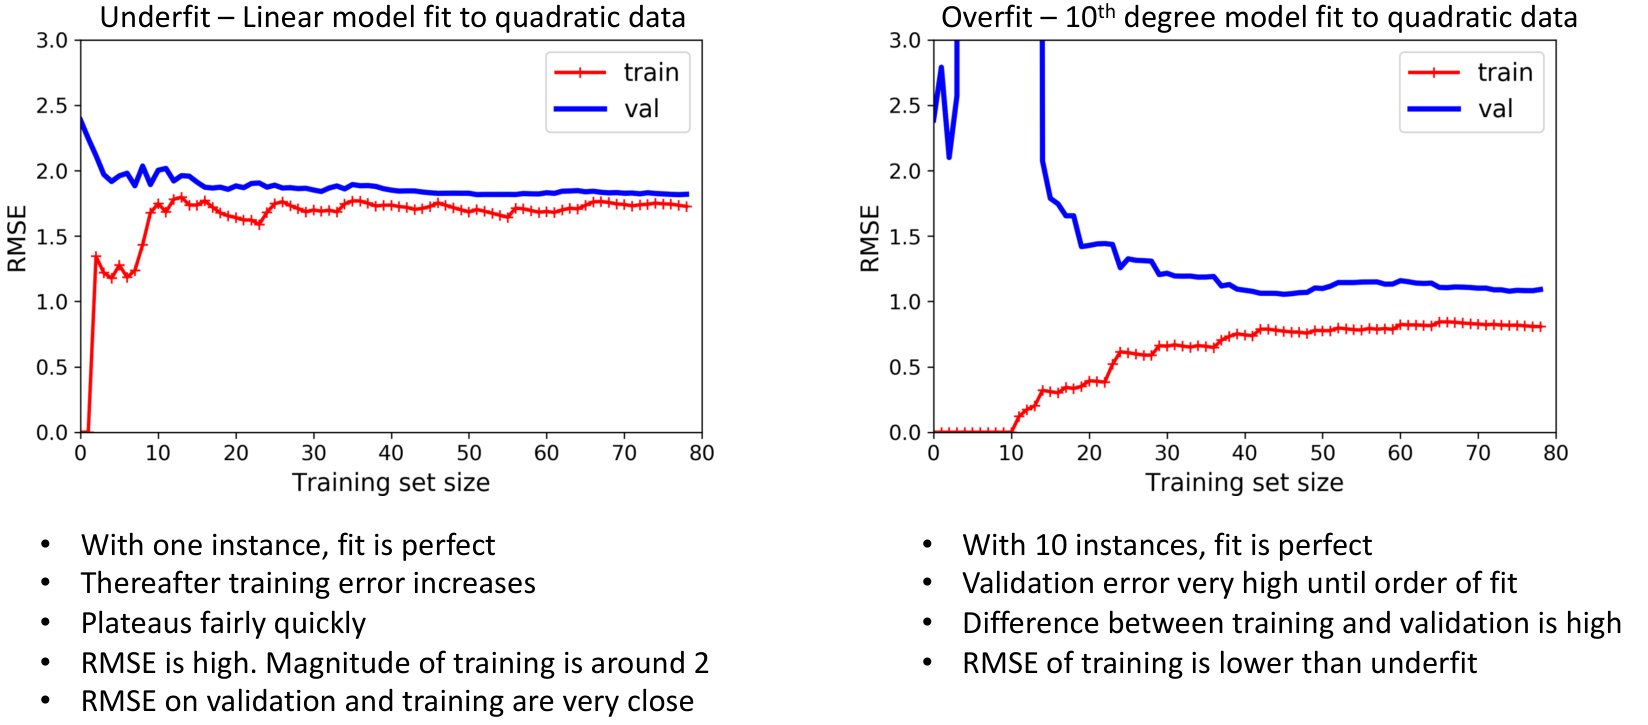 Underfit – Linear model fit to quadratic data
3.0
2.5
2.0
1.5
1.0
0.5
0.0
RMSE
train
val
0 10 20 30 40 50 60 70 80
Training set size
• With one instance, fit is perfect
• Thereafter training error increases
• Plateaus fairly quickly
• RMSE is high. Magnitude of training is around 2
• RMSE on validation and training are very close
Overfit – 10th degree model fit to quadratic data
3.0
2.5
2.0
1.5
1.0
0.5
0.0
RMSE
train
val
0 10 20 30 40 50 60 70 80
Training set size
• With 10 instances, fit is perfect
• Validation error very high until order of fit
• Difference between training and validation is high
• RMSE of training is lower than underfit